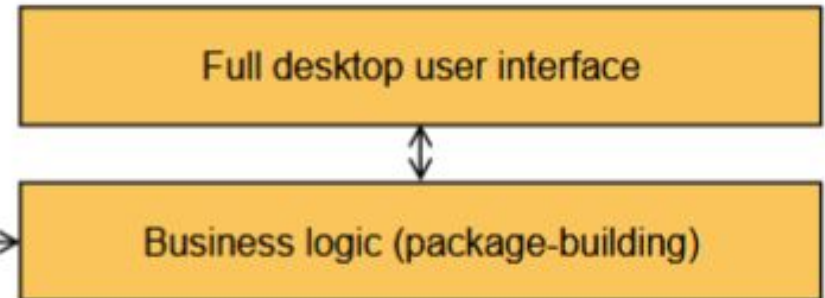 Full desktop user interface
Business logic (package-building)